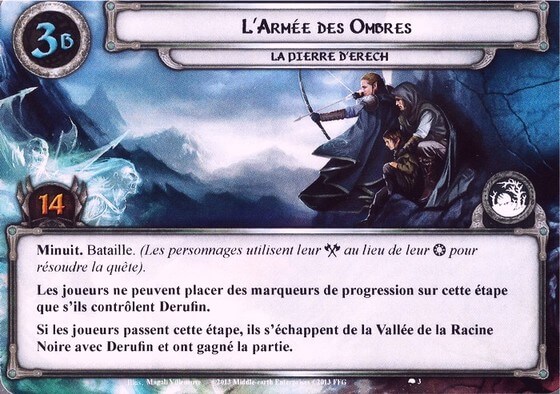 3B
L'Armée des Ombres
La Pierre d'Erech
14
Minuit. Bataille. (Les personnages utilisent leur au lieu de leur pour
résoudre la quête).
Les joueurs ne peuvent placer des marqueurs de progression sur cette étape
que s'ils contrôlent Derufin.
Si les joueurs passent cette étape, ils s'échappent de la Vallée de la Racine
Noire avec Derufin et ont gagné la partie.
Illus. Magali Villeneuve ©2013 Middle-earth Enterprises ©2013 FFG 3